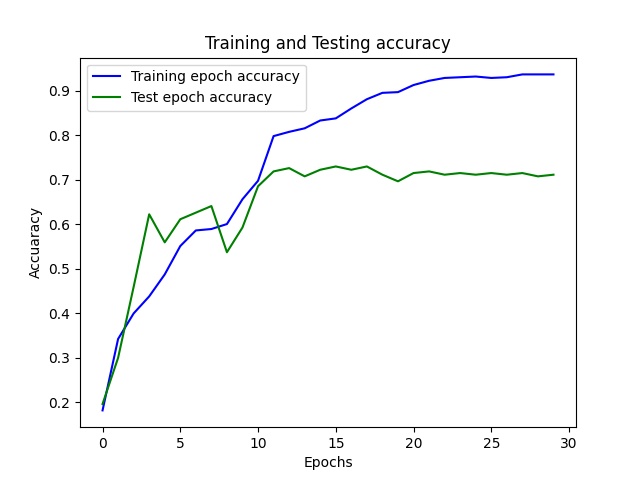 Training and Testing accuracy
Training epoch accuracy
Test epoch accuracy
0.9
0.8
0.7
0.6
0.5
0.4
0.3
0.2
Accuaracy
0 5 10 15 20 25 30
Epochs